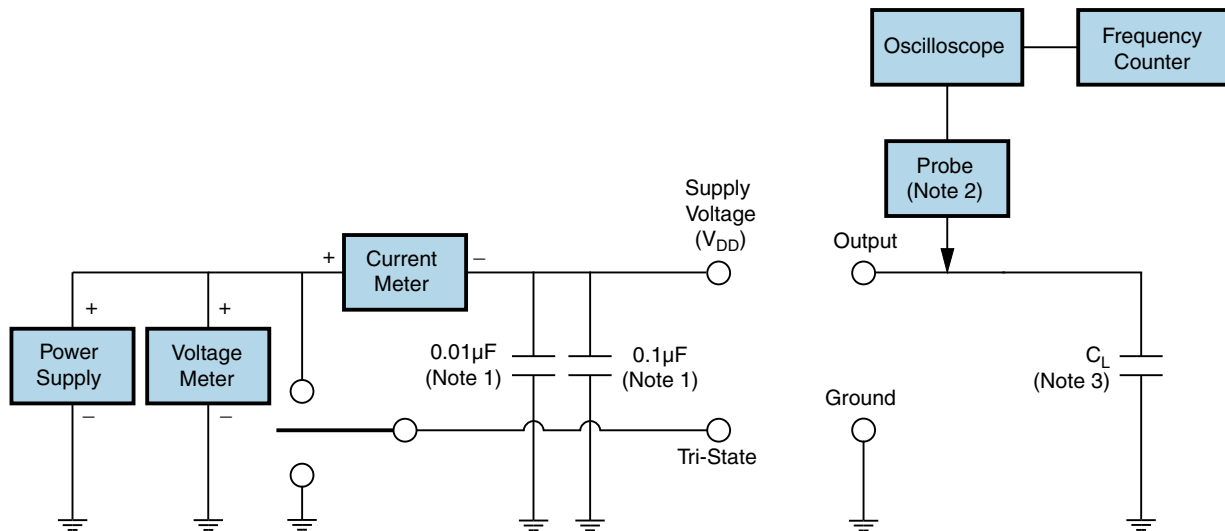 Oscilloscope
Frequency
Counter
Probe
(Note 2)
Supply
Voltage
(VDD)
Output
+
Current
Meter
–
+
Power
Supply
–
+
Voltage
Meter
–
0.01µF
(Note 1)
0.1µF
(Note 1)
CL
(Note 3)
Ground
Tri-State